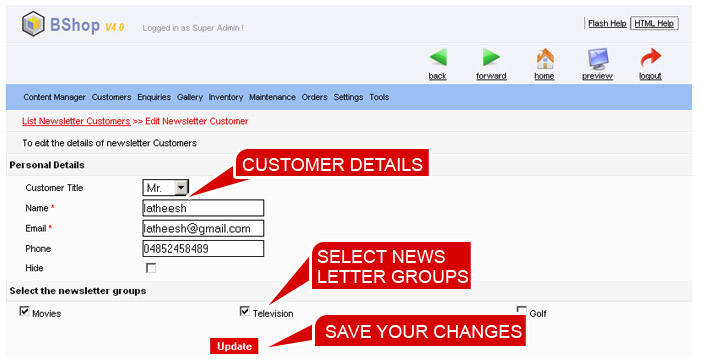 BShop V4.0
Logged in as Super Admin !
Flash Help HTML Help
back forward home preview logout
Content Manager Customers Enquiries Gallery Inventory Maintenance Orders Settings Tools
List Newsletter Customers >> Edit Newsletter Customer
To edit the details of newsletter Customers
Personal Details
CUSTOMER DETAILS
Customer Title Mr.
Name * latheesh
Email * latheesh@gmail.com
Phone 04852458489
Hide
SELECT NEWS
LETTER GROUPS
Select the newsletter groups
Movies Television Golf
Update
SAVE YOUR CHANGES